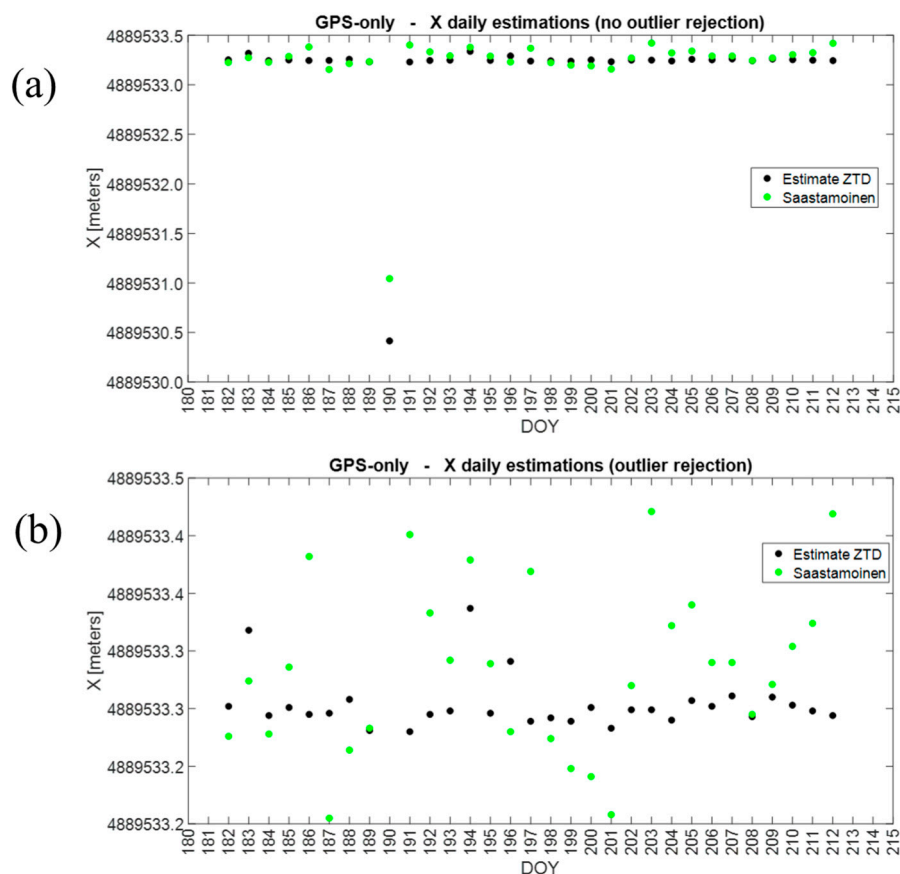 (a)
GPS-only - X daily estimations (no outlier rejection)
X [meters]
4889533.5
4889533.0
4889532.5
4889532.0
4889531.5
4889531.0
4889530.5
4889530.0
Estimate ZTD
Saastamoinen
180 181 182 183 184 185 186 187 188 189 190 191 192 193 194 195 196 197 198 199 200 201 202 203 204 205 206 207 208 209 210 211 212 213 214 215
DOY
(b)
GPS-only - X daily estimations (outlier rejection)
X [meters]
4889533.5
4889533.4
4889533.4
4889533.3
4889533.3
4889533.2
4889533.2
Estimate ZTD
Saastamoinen
180 181 182 183 184 185 186 187 188 189 190 191 192 193 194 195 196 197 198 199 200 201 202 203 204 205 206 207 208 209 210 211 212 213 214 215
DOY